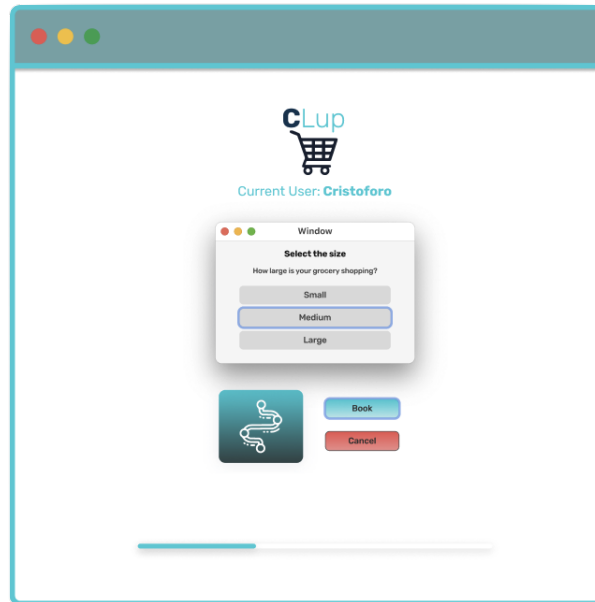 CLup
Current User: Cristoforo
Window
Select the size
How large is your grocery shopping?
Small
Medium
Large
Book
Cancel